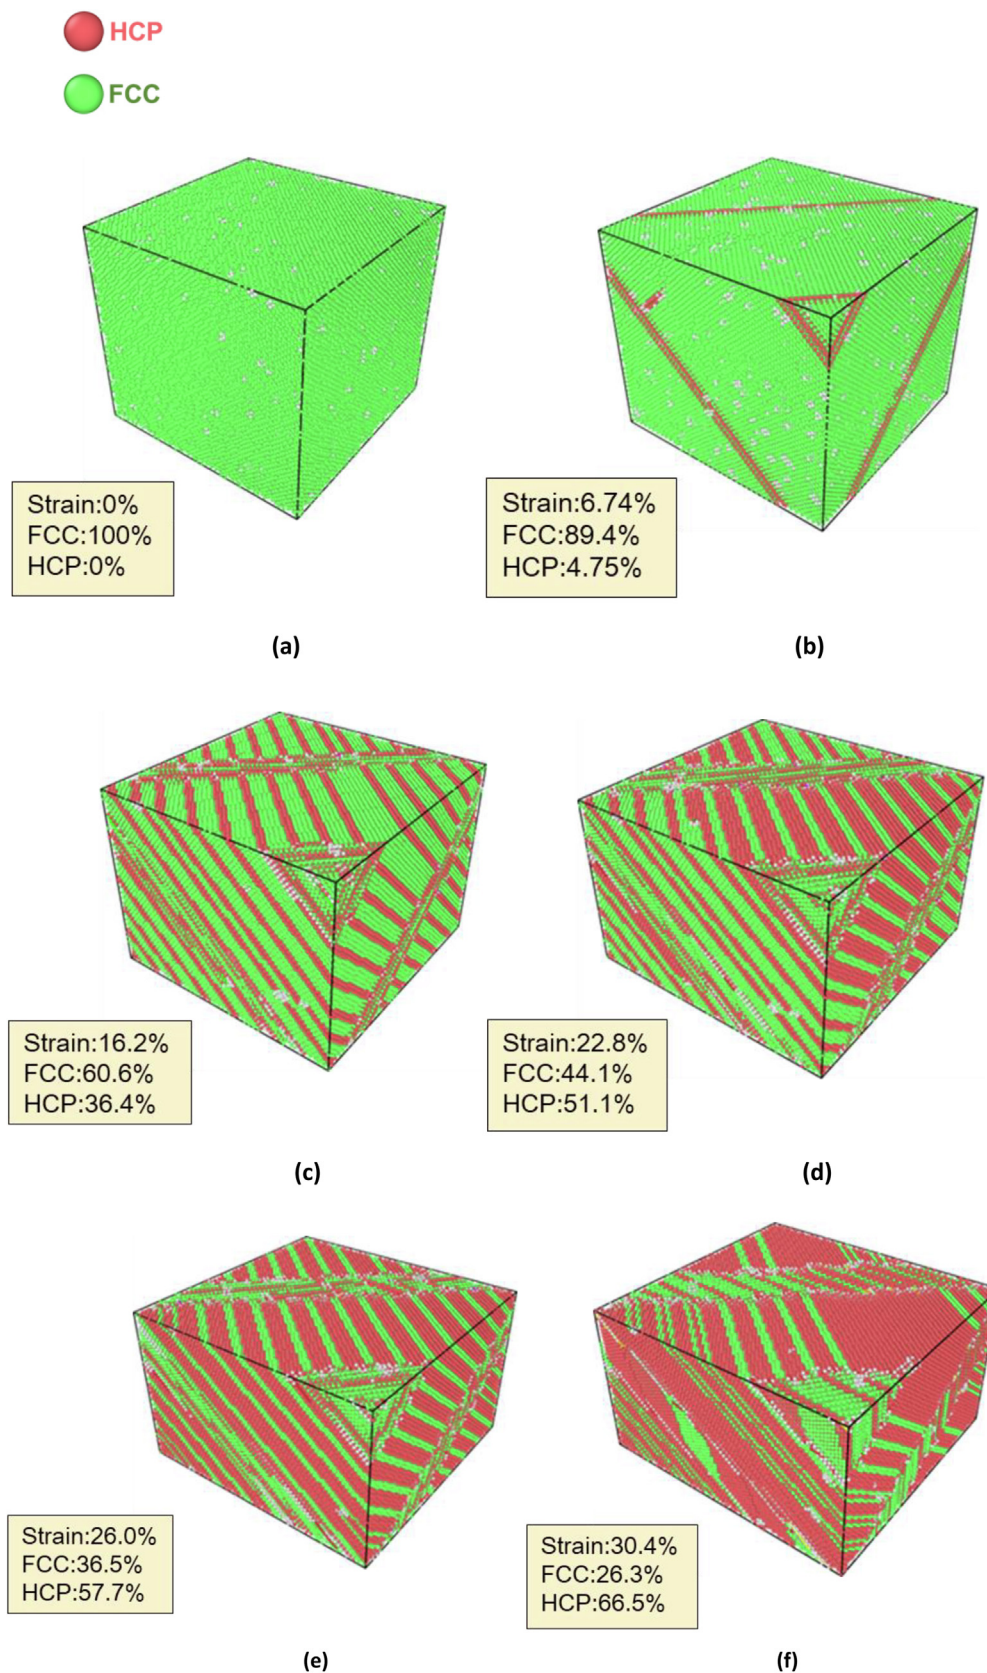 HCP
FCC
Strain:0%
FCC:100%
HCP:0%
Strain:6.74%
FCC:89.4%
HCP:4.75%
(a)
(b)
Strain:16.2%
FCC:60.6%
HCP:36.4%
Strain:22.8%
FCC:44.1%
HCP:51.1%
(c)
(d)
Strain:26.0%
FCC:36.5%
HCP:57.7%
Strain:30.4%
FCC:26.3%
HCP:66.5%
(e)
(f)